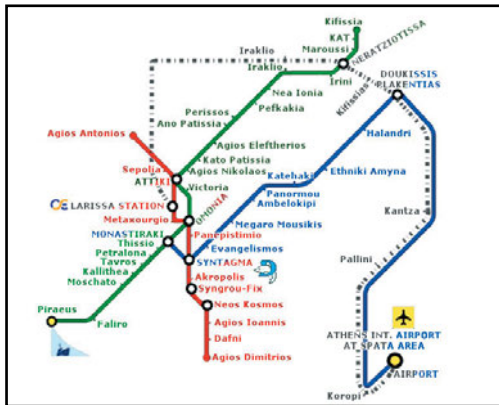 Kifissia
KAT
Maroussi
NERATZIOTISSA
Iraklio
Iraklio
Irini
DOUKISSIS
PLAKENTIAS
Kifissias
Nea Ionia
Pefkakia
Perissos
Ano Patissia
Halandri
Agios Antonios
Agios Eleftherios
Kato Patissia
Sepolia
Agios Nikolaos
ATTIKI
Victoria
Katehaki
Ethniki Amyna
Panormou
Ambelokipi
LARISSA STATION
Metaxourgio
OMONIA
Kantza
Panepistimio
Megaro Mousikis
MONASTIRAKI
Thissio
Evangelismos
Petralona
SYNTAGMA
Tavros
Pallini
Kallithea
Akropolis
Moschato
Syngrou-Fix
Piraeus
Neos Kosmos
Faliro
Agios Ioannis
Dafni
Agios Dimitrios
ATHENS INT. AIRPORT
AT SPATA AREA
AIRPORT
Koropi